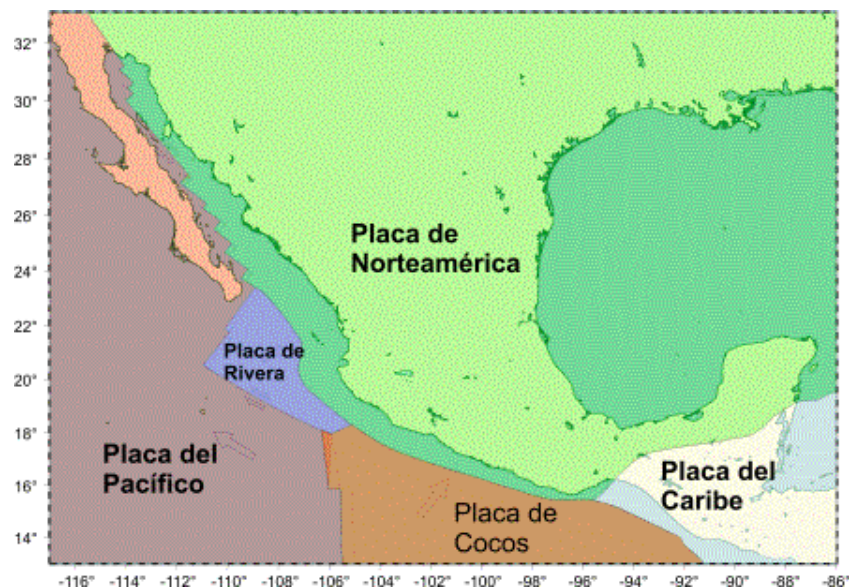 32°
30°
28°
26°
24°
22°
20°
18°
16°
14°
Placa de
Norteamérica
Placa de
Rivera
Placa del
Pacífico
Placa del
Caribe
Placa de
Cocos
-116° -114° -112° -110° -108° -106° -104° -102° -100° -98° -96° -94° -92° -90° -88° -86°